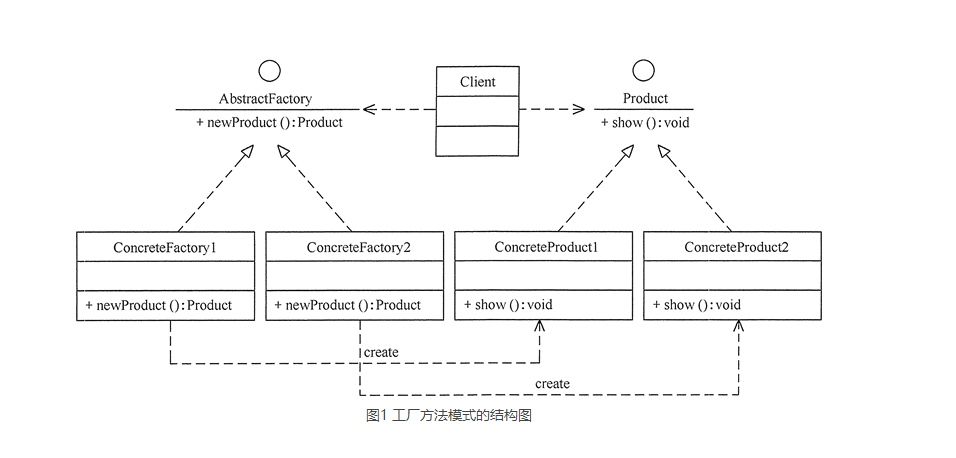 AbstractFactory
+ newProduct ():Product
Client
Product
+ show ():void
ConcreteFactory1
+ newProduct ():Product
ConcreteFactory2
+ newProduct ():Product
ConcreteProduct1
+ show ():void
ConcreteProduct2
+ show ():void
create
create
图1 工厂方法模式的结构图